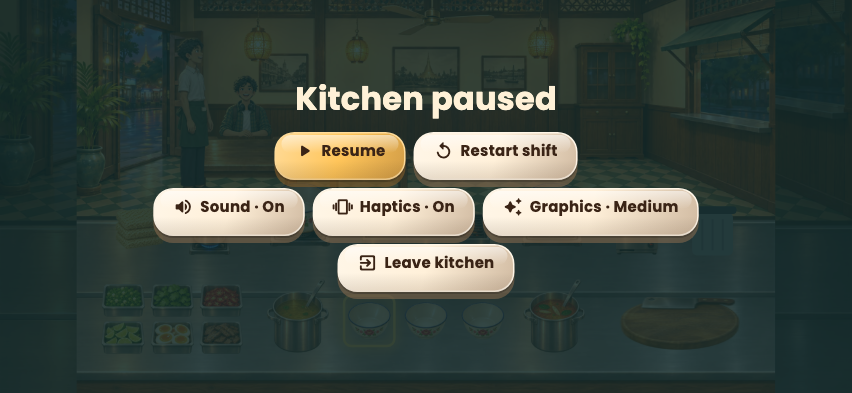 Kitchen paused
Resume
Restart shift
Sound · On
Haptics · On
Graphics · Medium
Leave kitchen